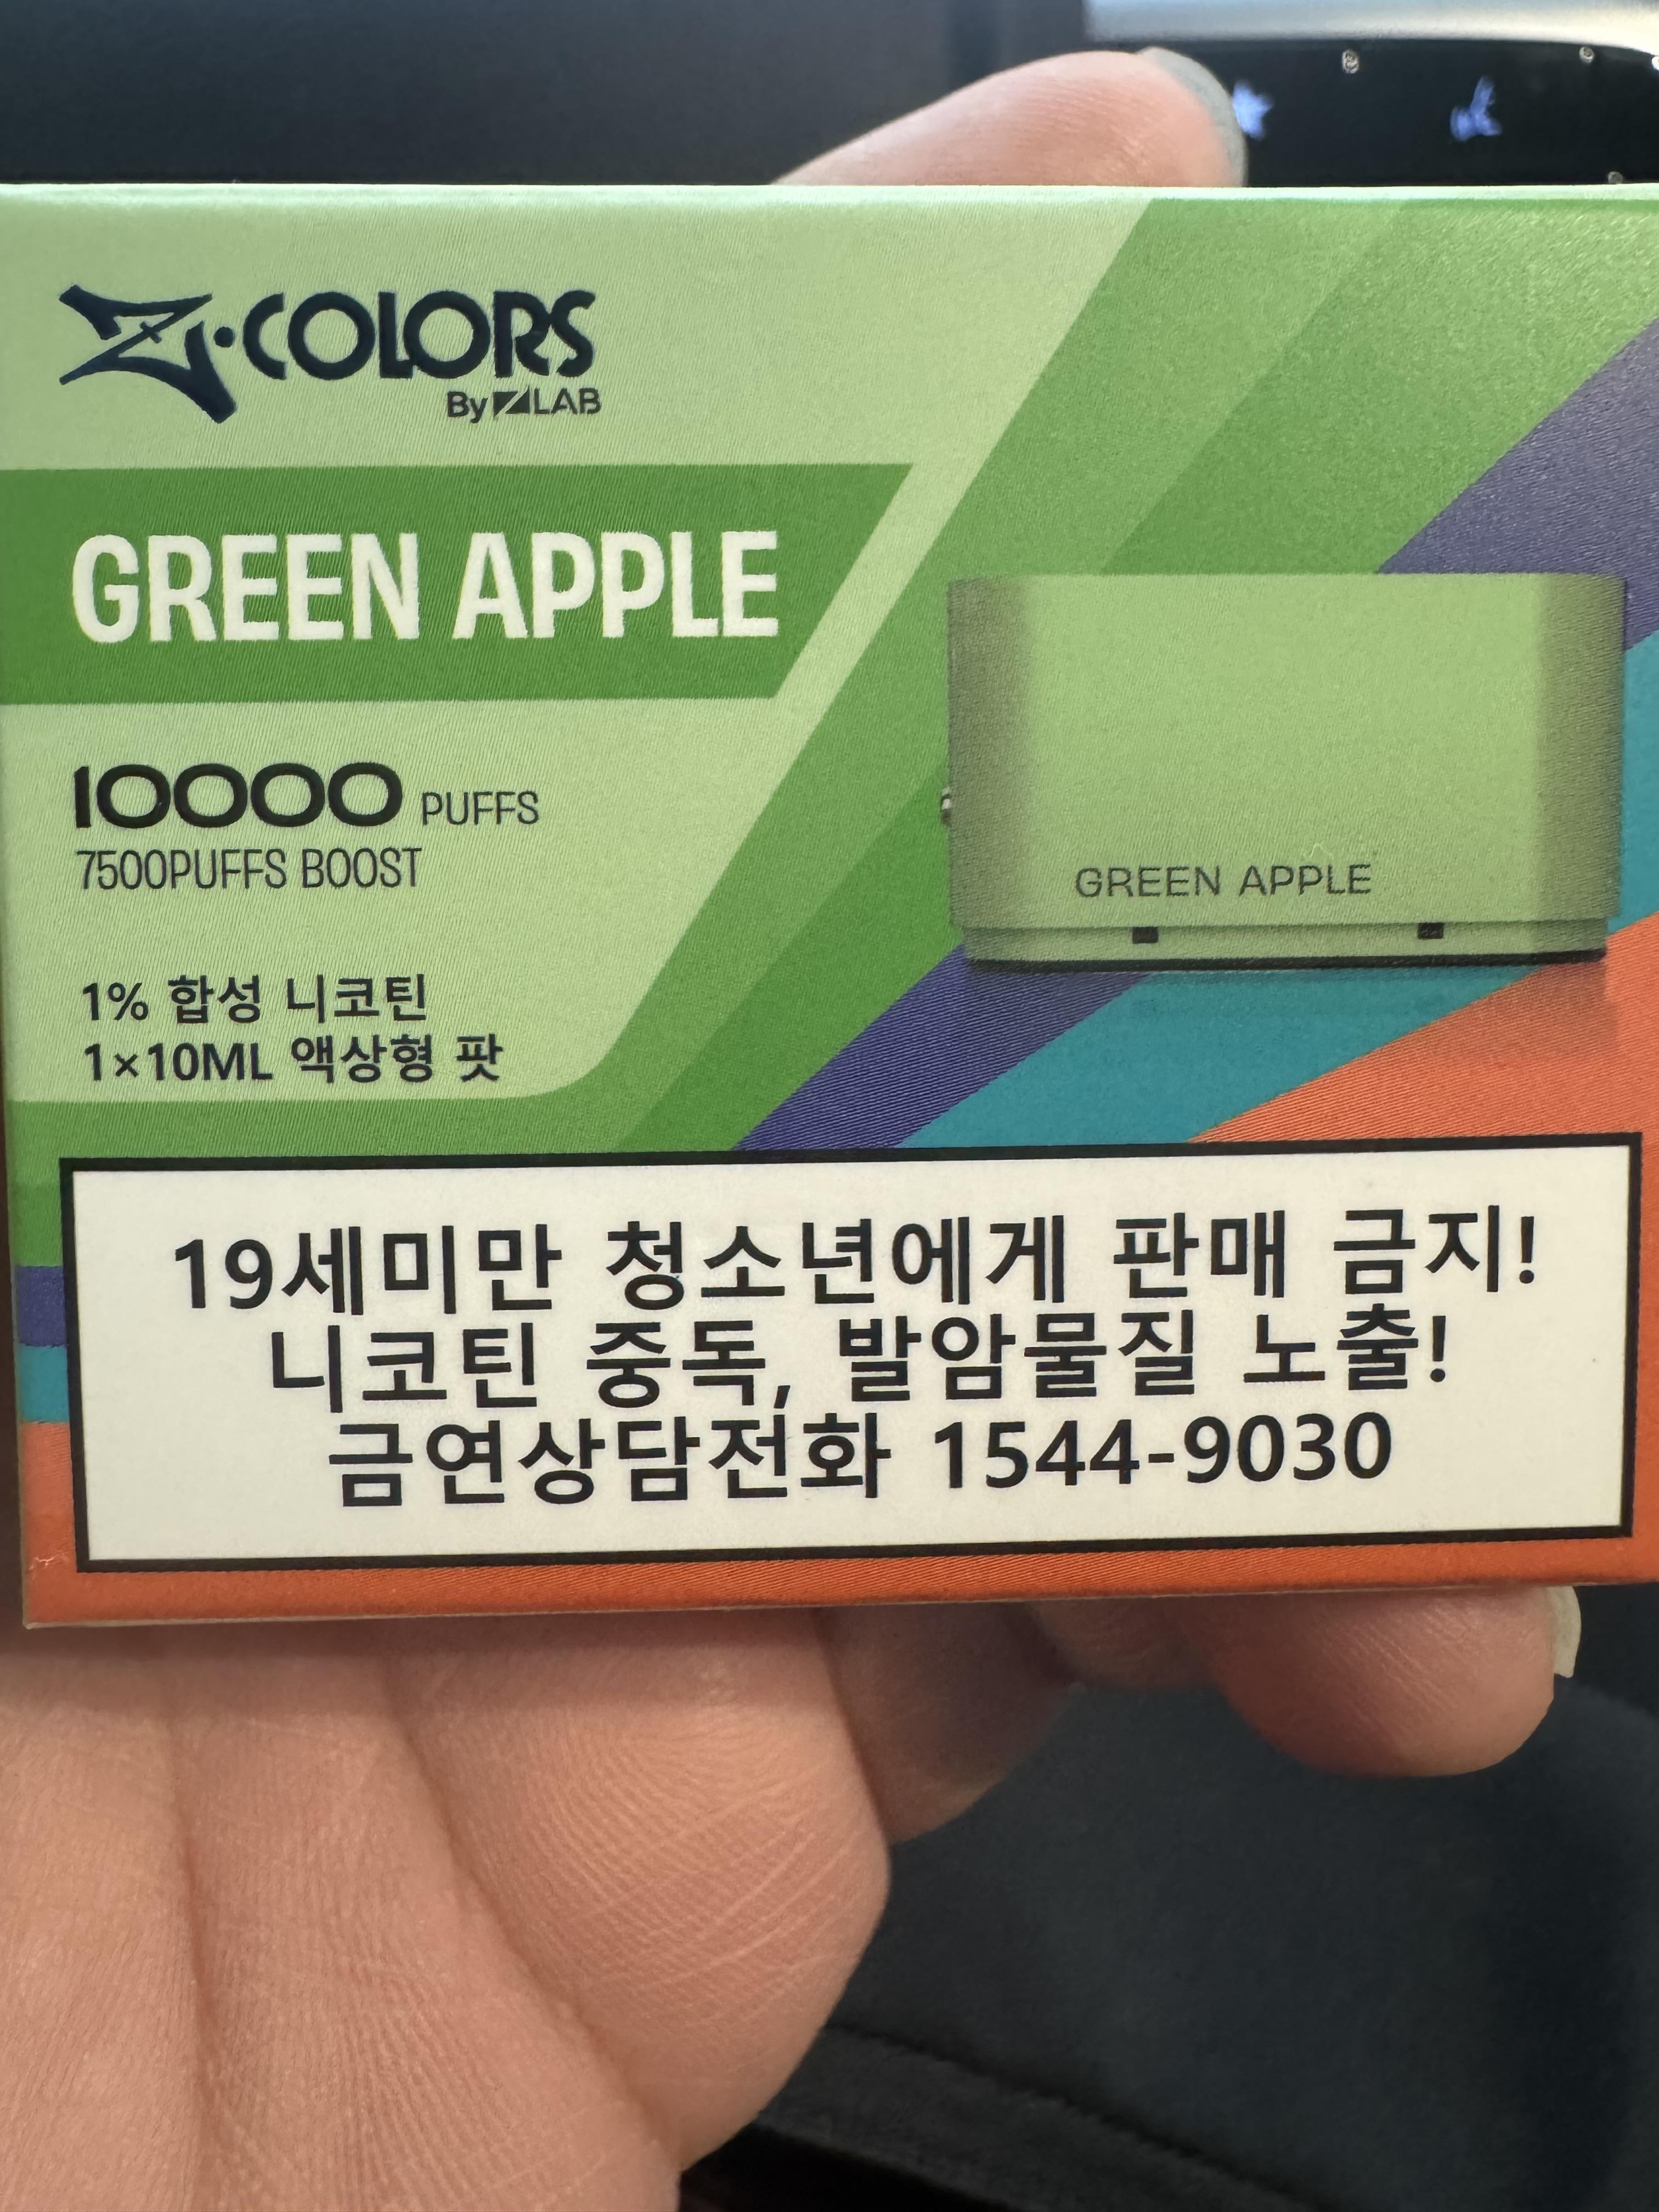 Z·COLORS
By ZLAB
GREEN APPLE
10000 PUFFS
7500PUFFS BOOST
1% 합성 니코틴
1×10ML 액상형 팟
GREEN APPLE
19세미만 청소년에게 판매 금지!
니코틴 중독, 발암물질 노출!
금연상담전화 1544-9030